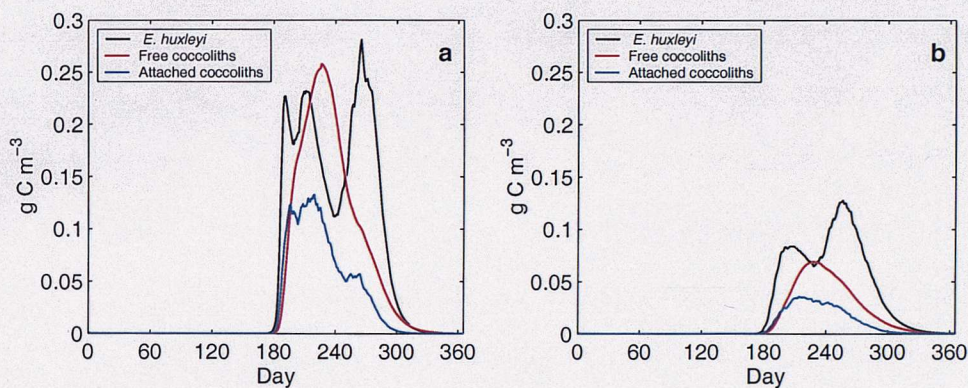 a
E. huxleyi
Free coccoliths
Attached coccoliths
0.3
0.25
0.2
0.15
0.1
0.05
0
g C m−3
0 60 120 180 240 300 360
Day
b
E. huxleyi
Free coccoliths
Attached coccoliths
0.3
0.25
0.2
0.15
0.1
0.05
0
g C m−3
0 60 120 180 240 300 360
Day